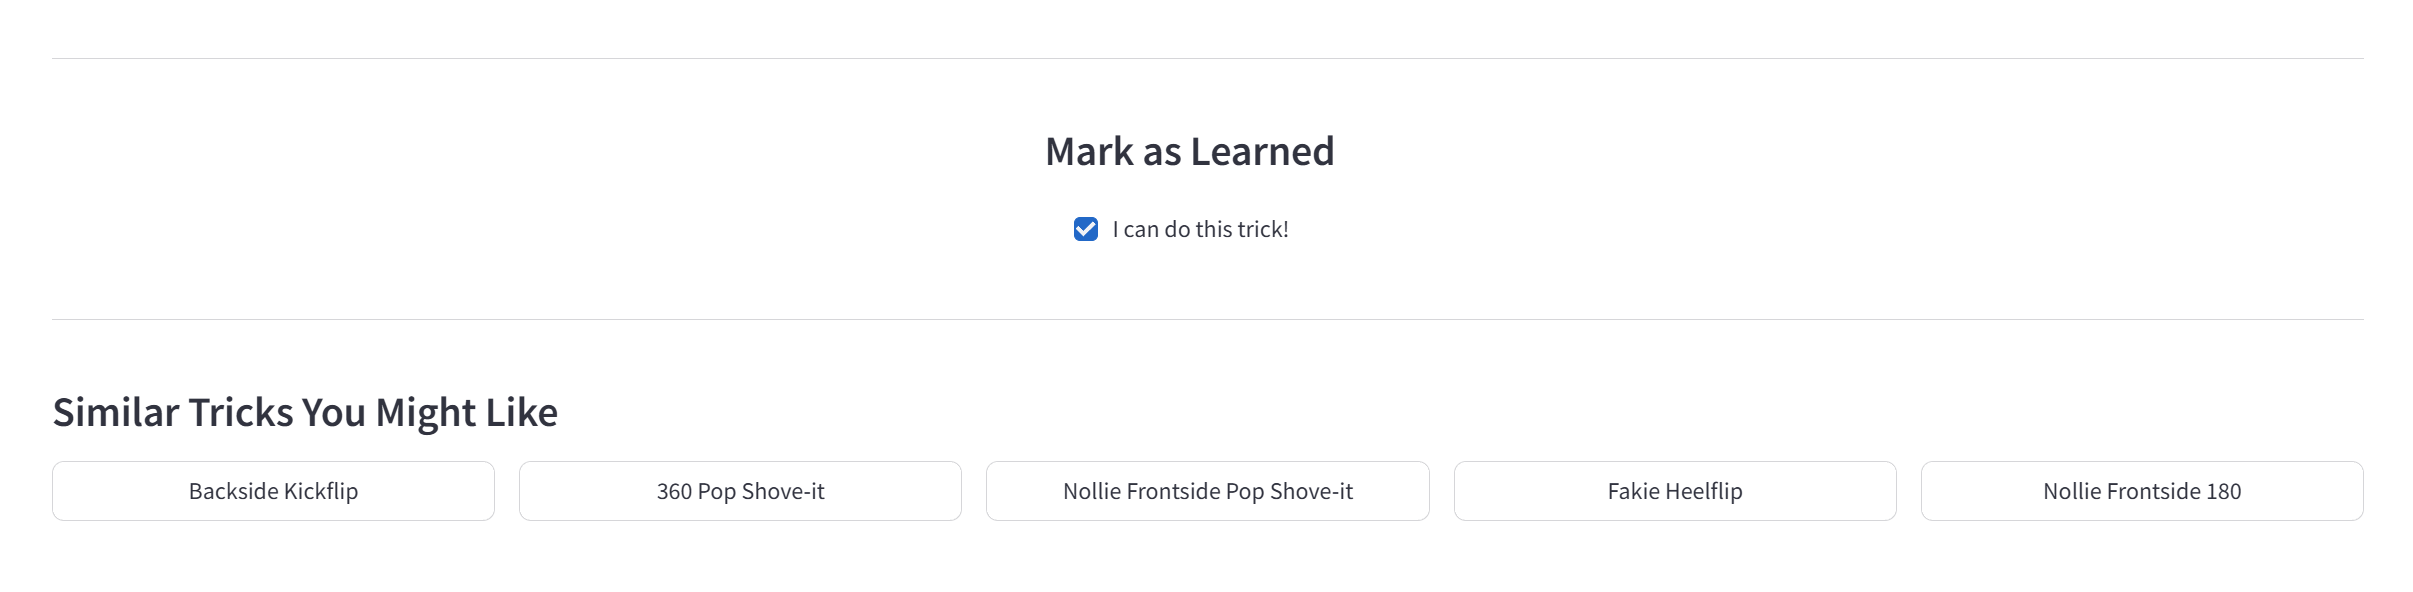 Mark as Learned
I can do this trick!
Similar Tricks You Might Like
Backside Kickflip
360 Pop Shove-it
Nollie Frontside Pop Shove-it
Fakie Heelflip
Nollie Frontside 180